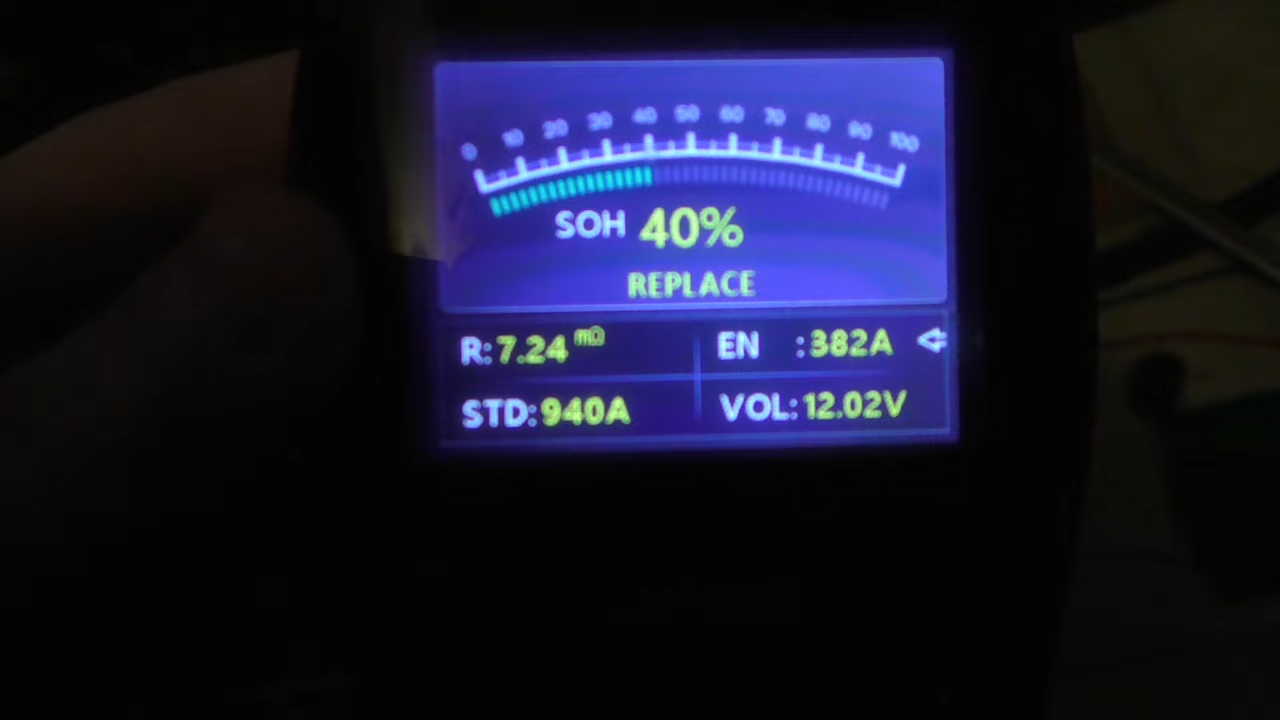 0 10 20 30 40 50 60 70 80 90 100
SOH 40%
REPLACE
R: 7.24 mΩ
EN : 382A
STD: 940A
VOL: 12.02V